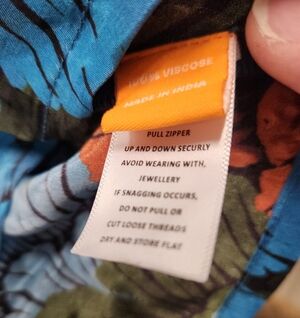 100% VISCOSE
MADE IN INDIA
PULL ZIPPER
UP AND DOWN SECURLY
AVOID WEARING WITH,
JEWELLERY
IF SNAGGING OCCURS,
DO NOT PULL OR
CUT LOOSE THREADS
DRY AND STORE FLAT